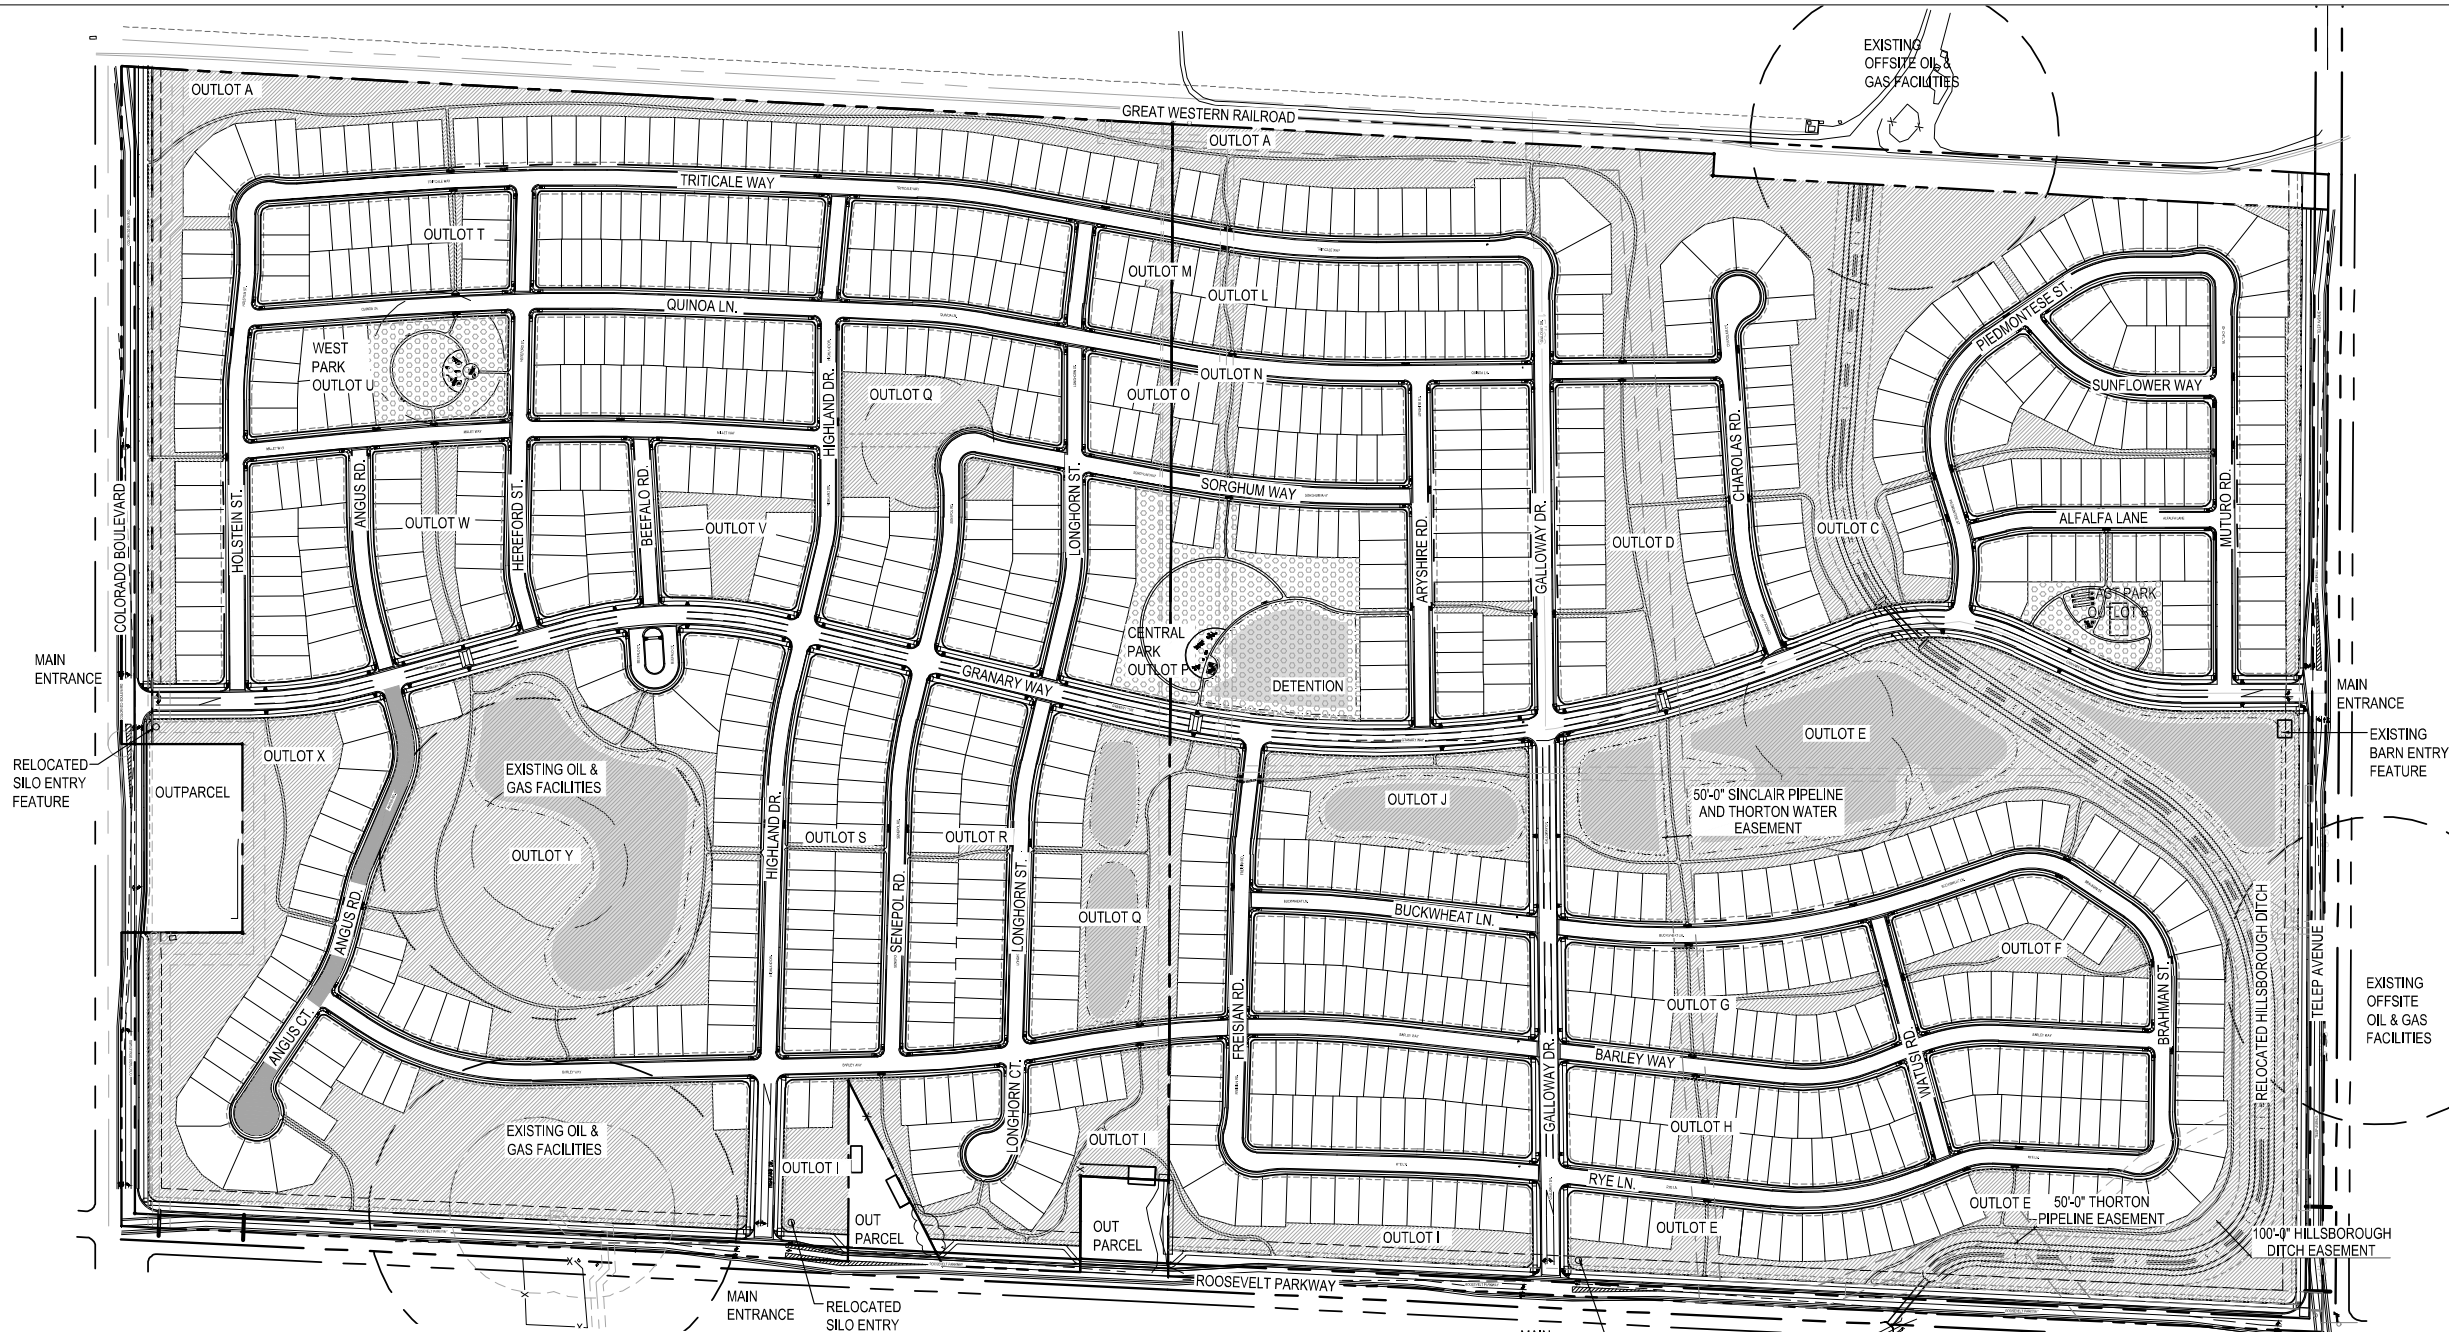 EXISTING
OFFSITE OIL &
GAS FACILITIES
OUTLOT A
GREAT WESTERN RAILROAD
OUTLOT A
TRITICALE WAY
OUTLOT T
OUTLOT M
OUTLOT L
QUINOA LN.
PIEDMONTESE ST.
WEST
PARK
OUTLOT U
OUTLOT N
SUNFLOWER WAY
HIGHLAND DR.
OUTLOT Q
OUTLOT O
CHAROLAS RD.
COLORADO BOULEVARD
HOLSTEIN ST.
ANGUS RD.
OUTLOT W
HEREFORD ST.
BEEFALO RD.
OUTLOT V
LONGHORN ST.
SORGHUM WAY
ARYSHIRE RD.
GALLOWAY DR.
OUTLOT D
OUTLOT C
ALFALFA LANE
MUTURO RD.
EAST PARK
OUTLOT B
CENTRAL
PARK
OUTLOT P
MAIN
ENTRANCE
GRANARY WAY
DETENTION
MAIN
ENTRANCE
RELOCATED
SILO ENTRY
FEATURE
OUTLOT X
OUTPARCEL
EXISTING OIL &
GAS FACILITIES
OUTLOT E
EXISTING
BARN ENTRY
FEATURE
OUTLOT J
50'-0" SINCLAIR PIPELINE
AND THORTON WATER
EASEMENT
OUTLOT Y
HIGHLAND DR.
OUTLOT S
OUTLOT R
ANGUS RD.
SENEPOL RD.
LONGHORN ST.
OUTLOT Q
BUCKWHEAT LN.
RELOCATED HILLSBOROUGH DITCH
TELEP AVENUE
OUTLOT F
BRAHMAN ST.
OUTLOT G
FREISIAN RD.
EXISTING
OFFSITE
OIL & GAS
FACILITIES
ANGUS CT.
LONGHORN CT.
GALLOWAY DR.
BARLEY WAY
WATUSI RD.
EXISTING OIL &
GAS FACILITIES
OUTLOT I
OUTLOT I
OUTLOT H
RYE LN.
OUT
PARCEL
OUT
PARCEL
OUTLOT I
OUTLOT E
OUTLOT E
50'-0" THORTON
PIPELINE EASEMENT
100'-0" HILLSBOROUGH
DITCH EASEMENT
ROOSEVELT PARKWAY
MAIN
ENTRANCE
RELOCATED
SILO ENTRY